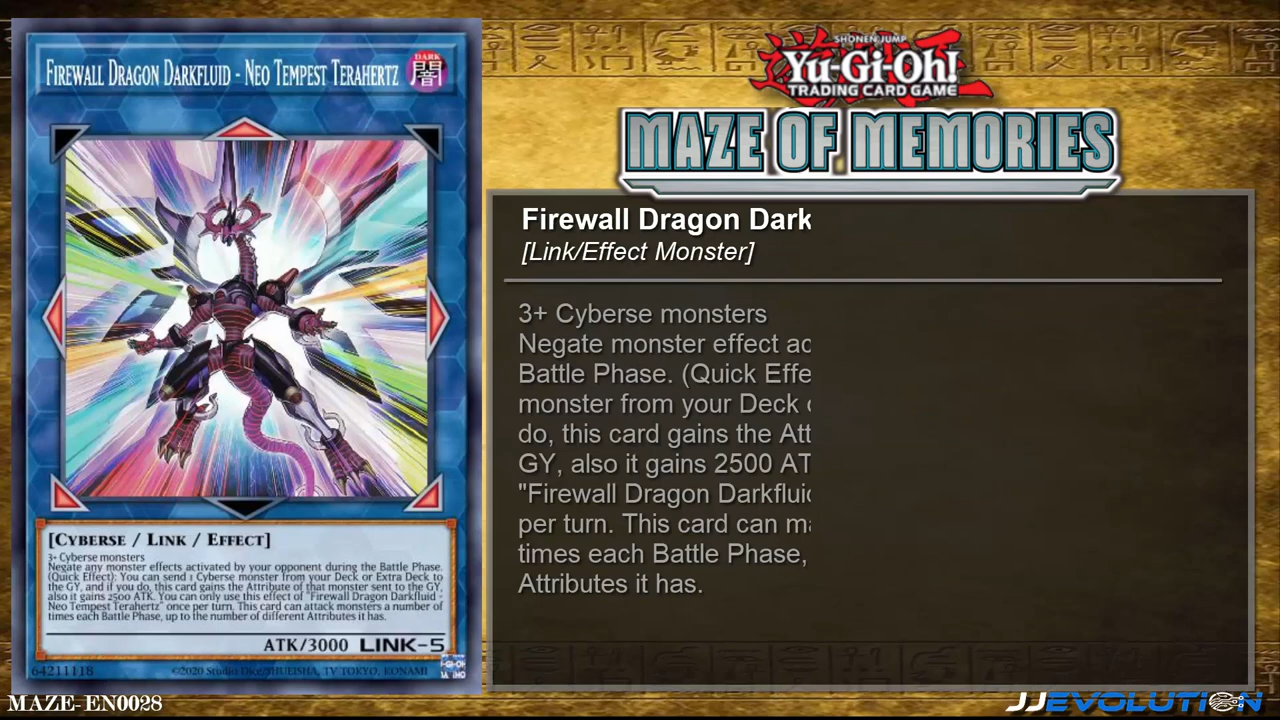 FIREWALL DRAGON DARKFLUID - NEO TEMPEST TERAHERTZ
DARK
闇
[CYBERSE / LINK / EFFECT]
3+ Cyberse monsters
Negate any monster effects activated by your opponent during the Battle Phase.
(Quick Effect): You can send 1 Cyberse monster from your Deck or Extra Deck to
the GY, and if you do, this card gains the Attribute of that monster sent to the GY,
also it gains 2500 ATK. You can only use this effect of "Firewall Dragon Darkfluid -
Neo Tempest Terahertz" once per turn. This card can attack monsters a number of
times each Battle Phase, up to the number of different Attributes it has.
ATK/3000 LINK-5
64211118
©2020 Studio Dice/SHUEISHA, TV TOKYO, KONAMI
MAZE-EN0028
SHONEN JUMP
Yu-Gi-Oh!
TRADING CARD GAME
MAZE OF MEMORIES
Firewall Dragon Dark
[Link/Effect Monster]
3+ Cyberse monsters
Negate monster effect ac
Battle Phase. (Quick Effe
monster from your Deck
do, this card gains the Att
GY, also it gains 2500 AT
"Firewall Dragon Darkfluid
per turn. This card can ma
times each Battle Phase,
Attributes it has.
JJEVOLUTION